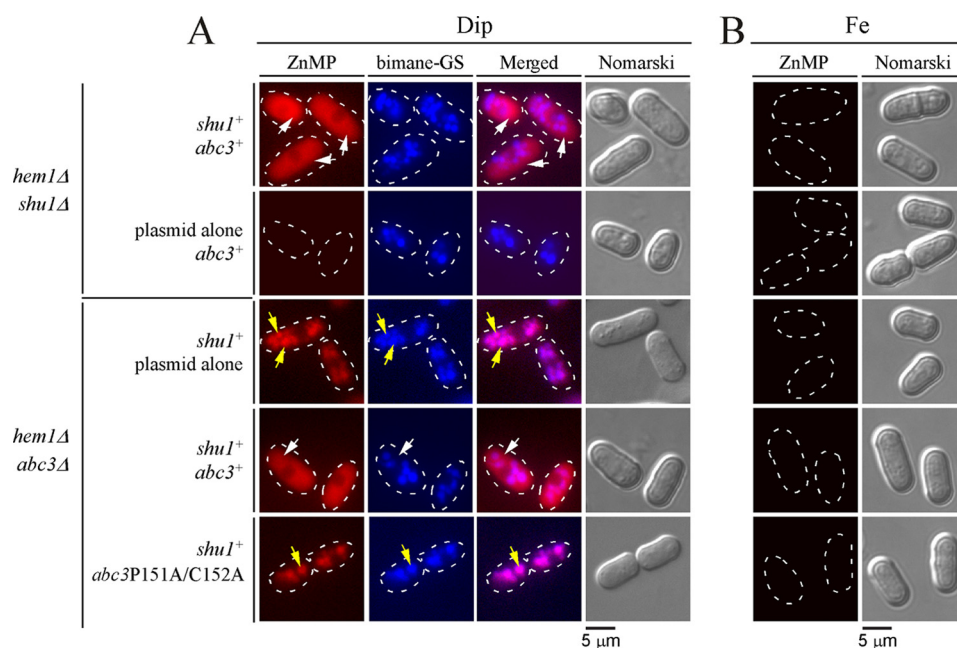 A
Dip
ZnMP bimane-GS Merged Nomarski
B
Fe
ZnMP Nomarski
hem1Δ
shu1Δ
shu1⁺
abc3⁺
plasmid alone
abc3⁺
hem1Δ
abc3Δ
shu1⁺
plasmid alone
shu1⁺
abc3⁺
shu1⁺
abc3P151A/C152A
5 μm
5 μm